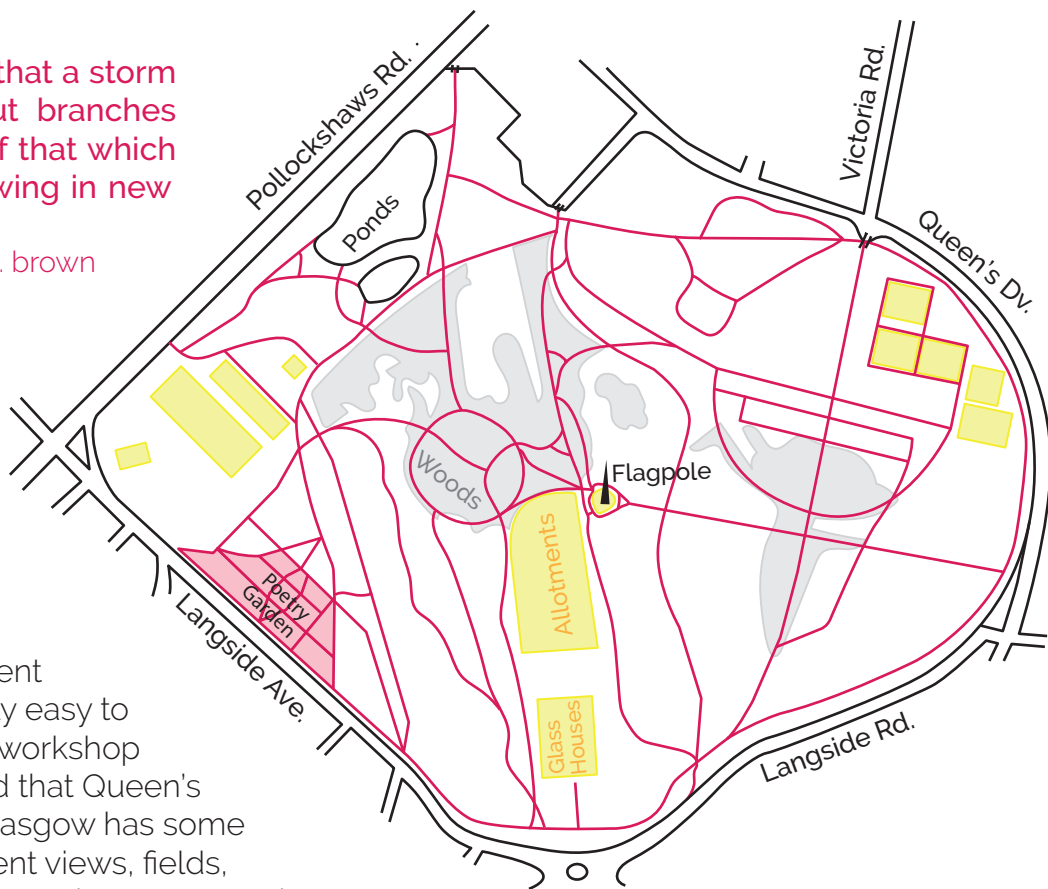 that a storm
ut branches
f that which
wing in new
. brown
Pollockshaws Rd. .
Victoria Rd.
Queen's Dv.
Ponds
Flagpole
Woods
Allotments
Poetry
Garden
Langside Ave.
Glass
Houses
Langside Rd.
ent
y easy to
workshop
d that Queen's
asgow has some
ent views, fields,